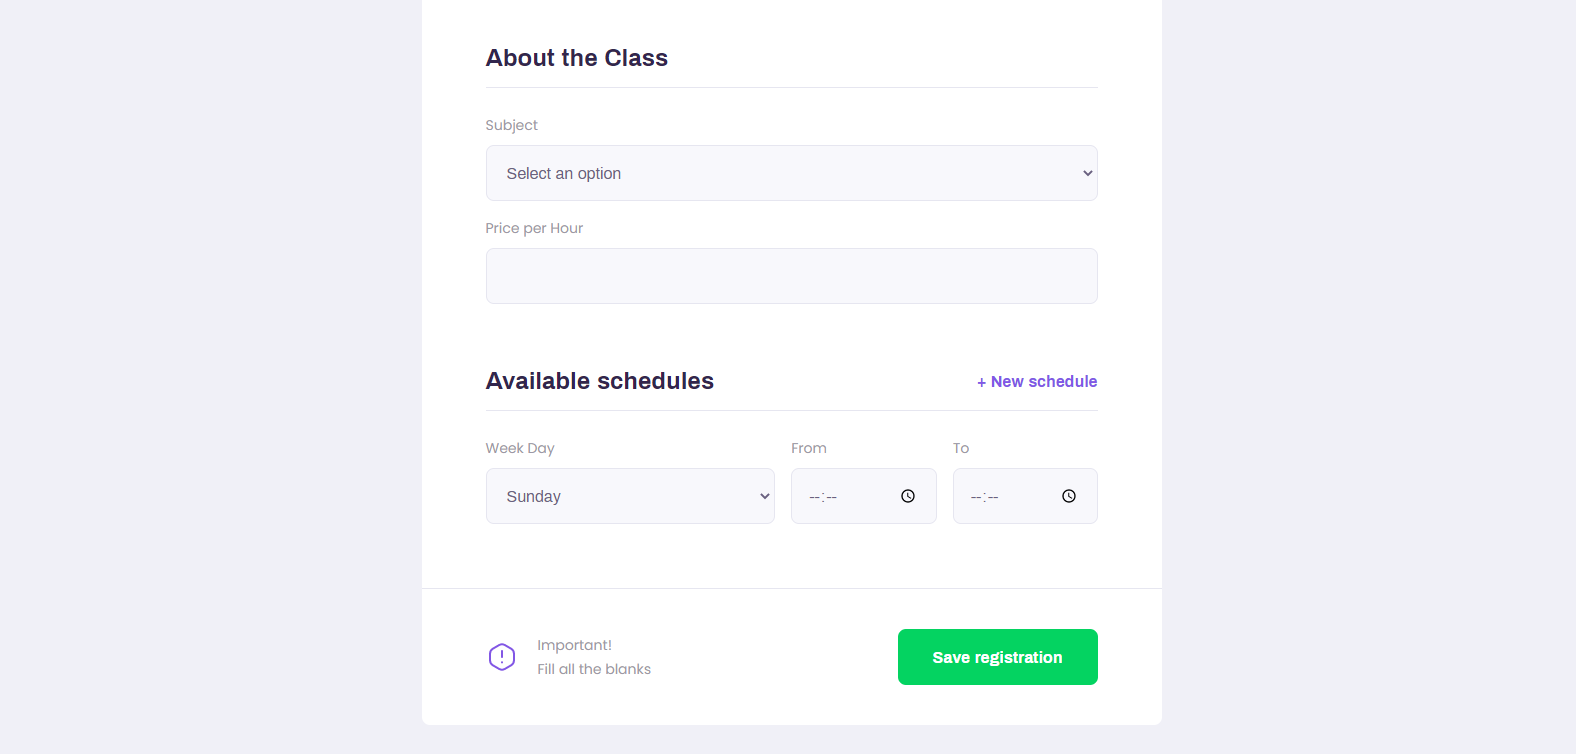 About the Class
Subject
Select an option
Price per Hour
Available schedules + New schedule
Week Day From To
Sunday --:-- --:--
Important!
Fill all the blanks
Save registration